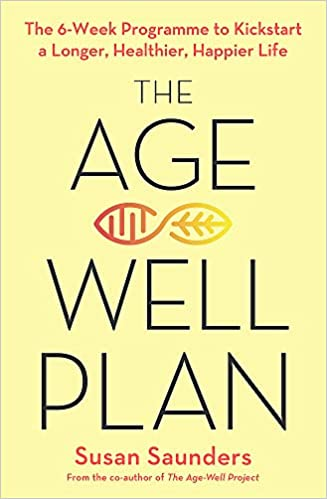 The 6-Week Programme to Kickstart
a Longer, Healthier, Happier Life
THE
AGE
WELL
PLAN
Susan Saunders
From the co-author of The Age-Well Project